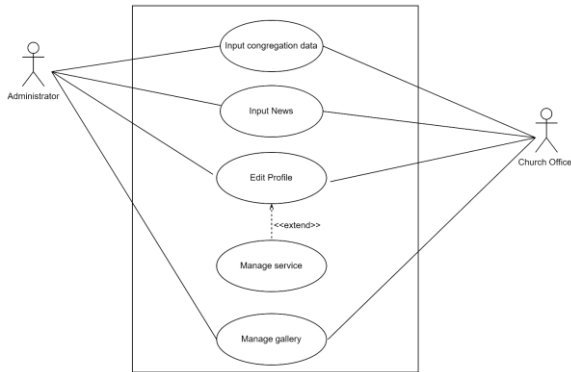 Input congregation data
Administrator
Input News
Church Office
Edit Profile
<<extend>>
Manage service
Manage gallery